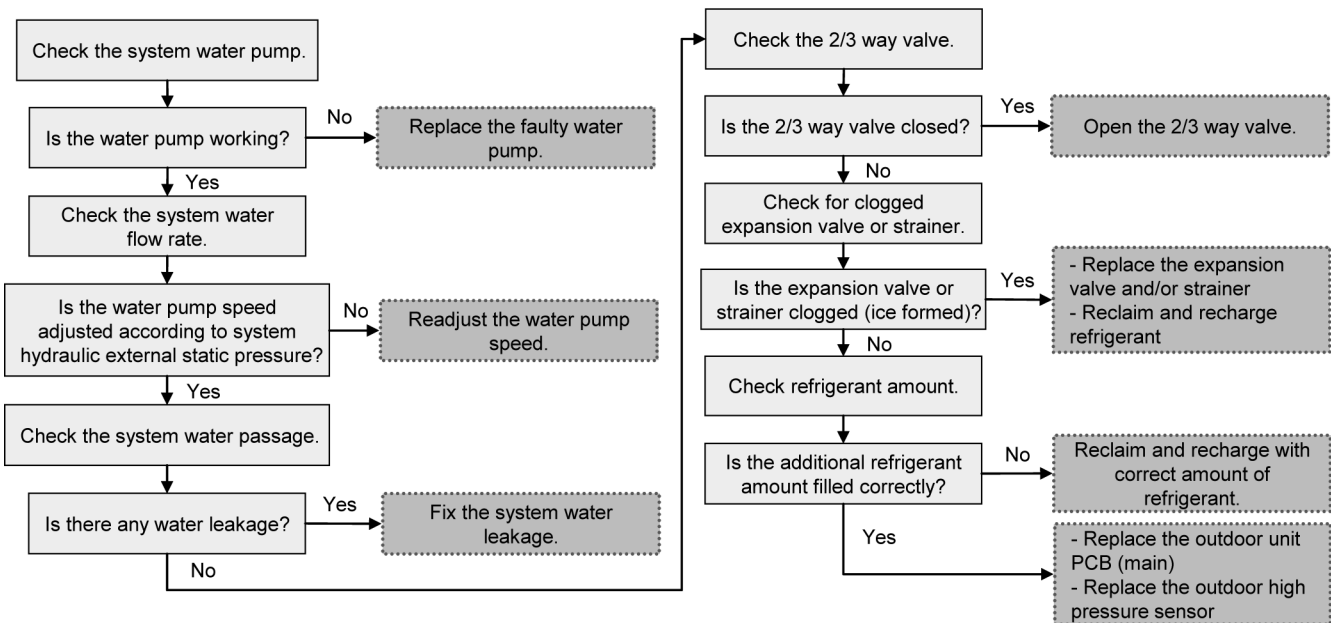 Check the system water pump.
Is the water pump working?
No
Replace the faulty water
pump.
Yes
Check the system water
flow rate.
Is the water pump speed
adjusted according to system
hydraulic external static pressure?
No
Readjust the water pump
speed.
Yes
Check the system water passage.
Is there any water leakage?
Yes
Fix the system water
leakage.
No
Check the 2/3 way valve.
Is the 2/3 way valve closed?
Yes
Open the 2/3 way valve.
No
Check for clogged
expansion valve or strainer.
Is the expansion valve or
strainer clogged (ice formed)?
Yes
- Replace the expansion
valve and/or strainer
- Reclaim and recharge
refrigerant
No
Check refrigerant amount.
Is the additional refrigerant
amount filled correctly?
No
Reclaim and recharge with
correct amount of
refrigerant.
Yes
- Replace the outdoor unit
PCB (main)
- Replace the outdoor high
pressure sensor